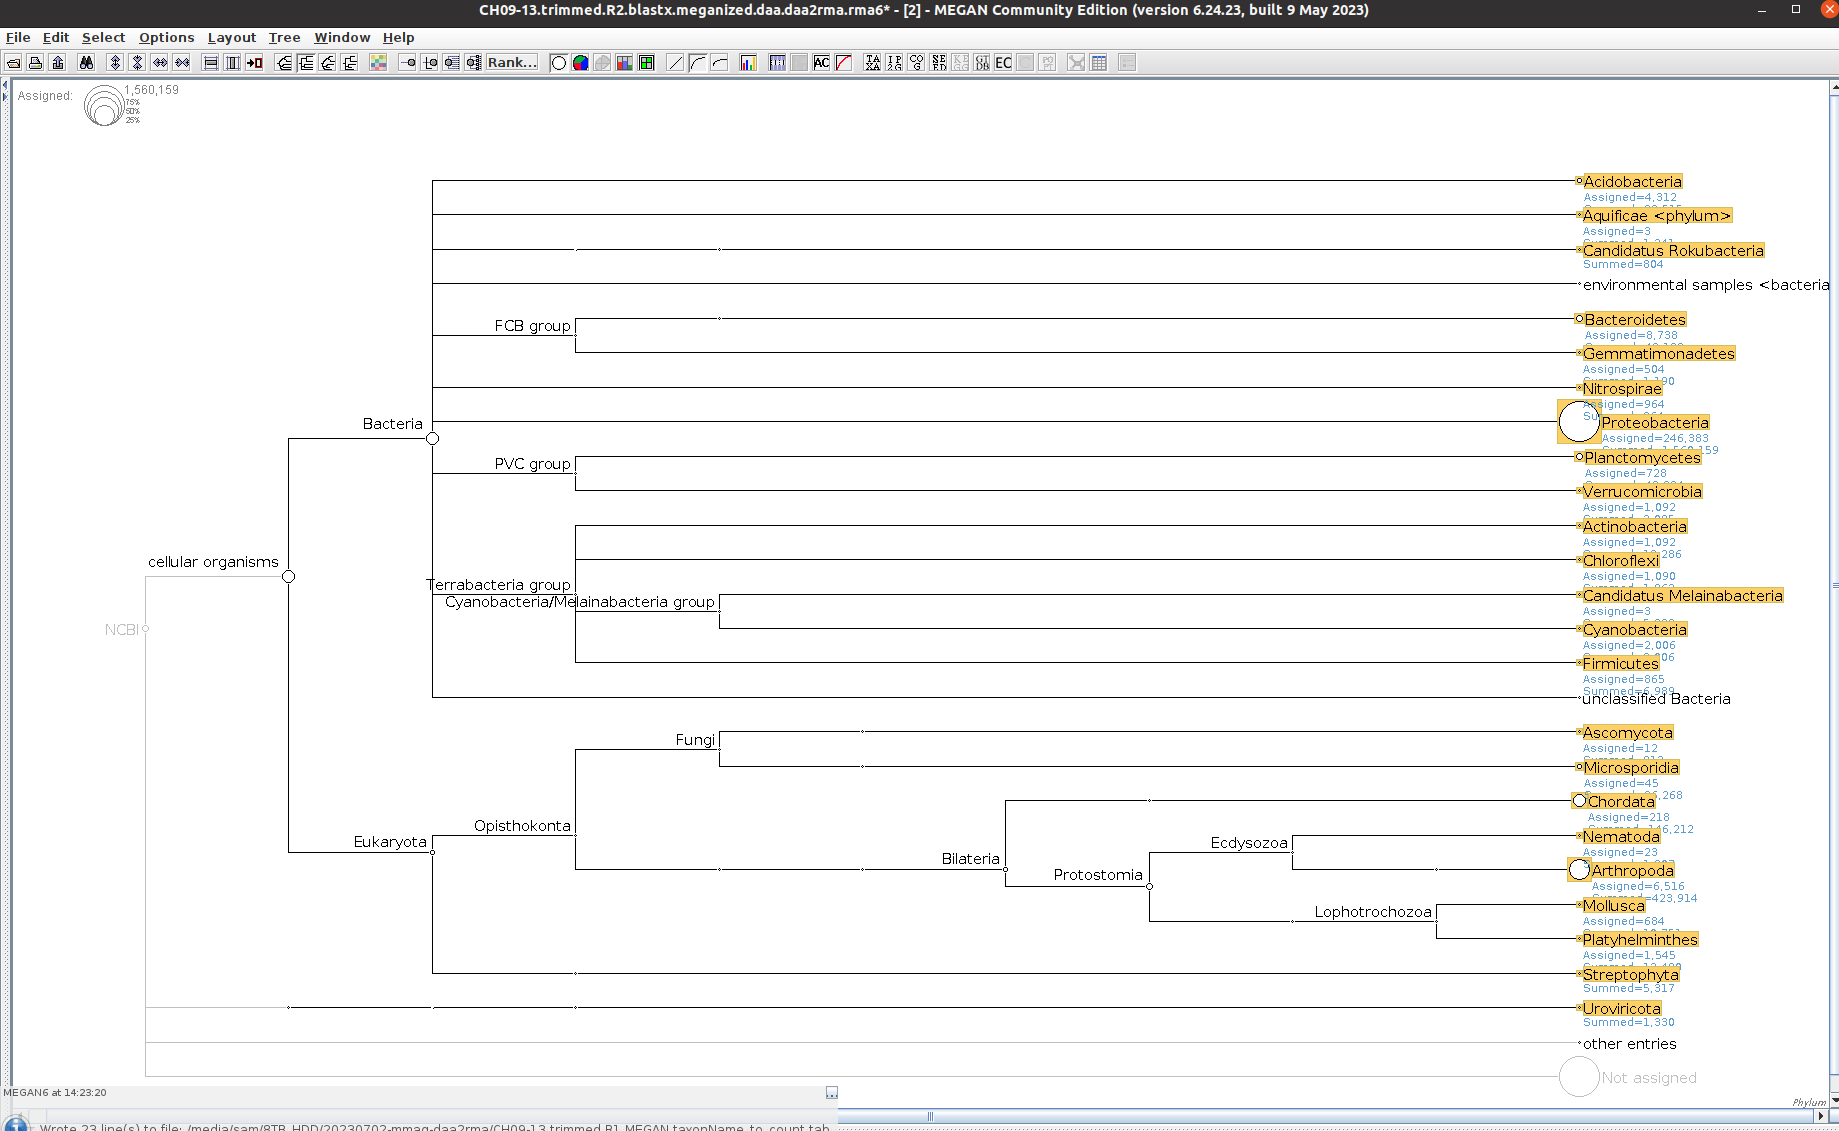 CH09-13.trimmed.R2.blastx.meganized.daa.daa2rma.rma6* - [2] - MEGAN Community Edition (version 6.24.23, built 9 May 2023)
File Edit Select Options Layout Tree Window Help
Rank...
AC
EC
Assigned:
1,560,159
75%
50%
25%
Acidobacteria
Assigned=4,312
Aquificae <phylum>
Assigned=3
Candidatus Rokubacteria
Summed=804
environmental samples <bacteria
FCB group
Bacteroidetes
Assigned=8,738
Gemmatimonadetes
Assigned=504
Nitrospirae
Assigned=964
Bacteria
Proteobacteria
Assigned=246,383
PVC group
Planctomycetes
Assigned=728
Verrucomicrobia
Assigned=1,092
Actinobacteria
Assigned=1,092
cellular organisms
Chloroflexi
Assigned=1,090
Terrabacteria group
Cyanobacteria/Melainabacteria group
Candidatus Melainabacteria
Assigned=3
NCBI
Cyanobacteria
Assigned=2,006
Firmicutes
Assigned=865
Summed=6,989
unclassified Bacteria
Fungi
Ascomycota
Assigned=12
Microsporidia
Assigned=45
Chordata
Assigned=218
Opisthokonta
Eukaryota
Ecdysozoa
Nematoda
Assigned=23
Bilateria
Protostomia
Arthropoda
Assigned=6,516
Summed=423,914
Lophotrochozoa
Mollusca
Assigned=684
Platyhelminthes
Assigned=1,545
Streptophyta
Summed=5,317
Uroviricota
Summed=1,330
other entries
Not assigned
MEGAN6 at 14:23:20
...
Phylum
Wrote 23 line(s) to file: /media/sam/8TB_HDD/20230702-mmag-daa2rma/CH09-13.trimmed.R1.MEGAN.taxonName_to_count.tab